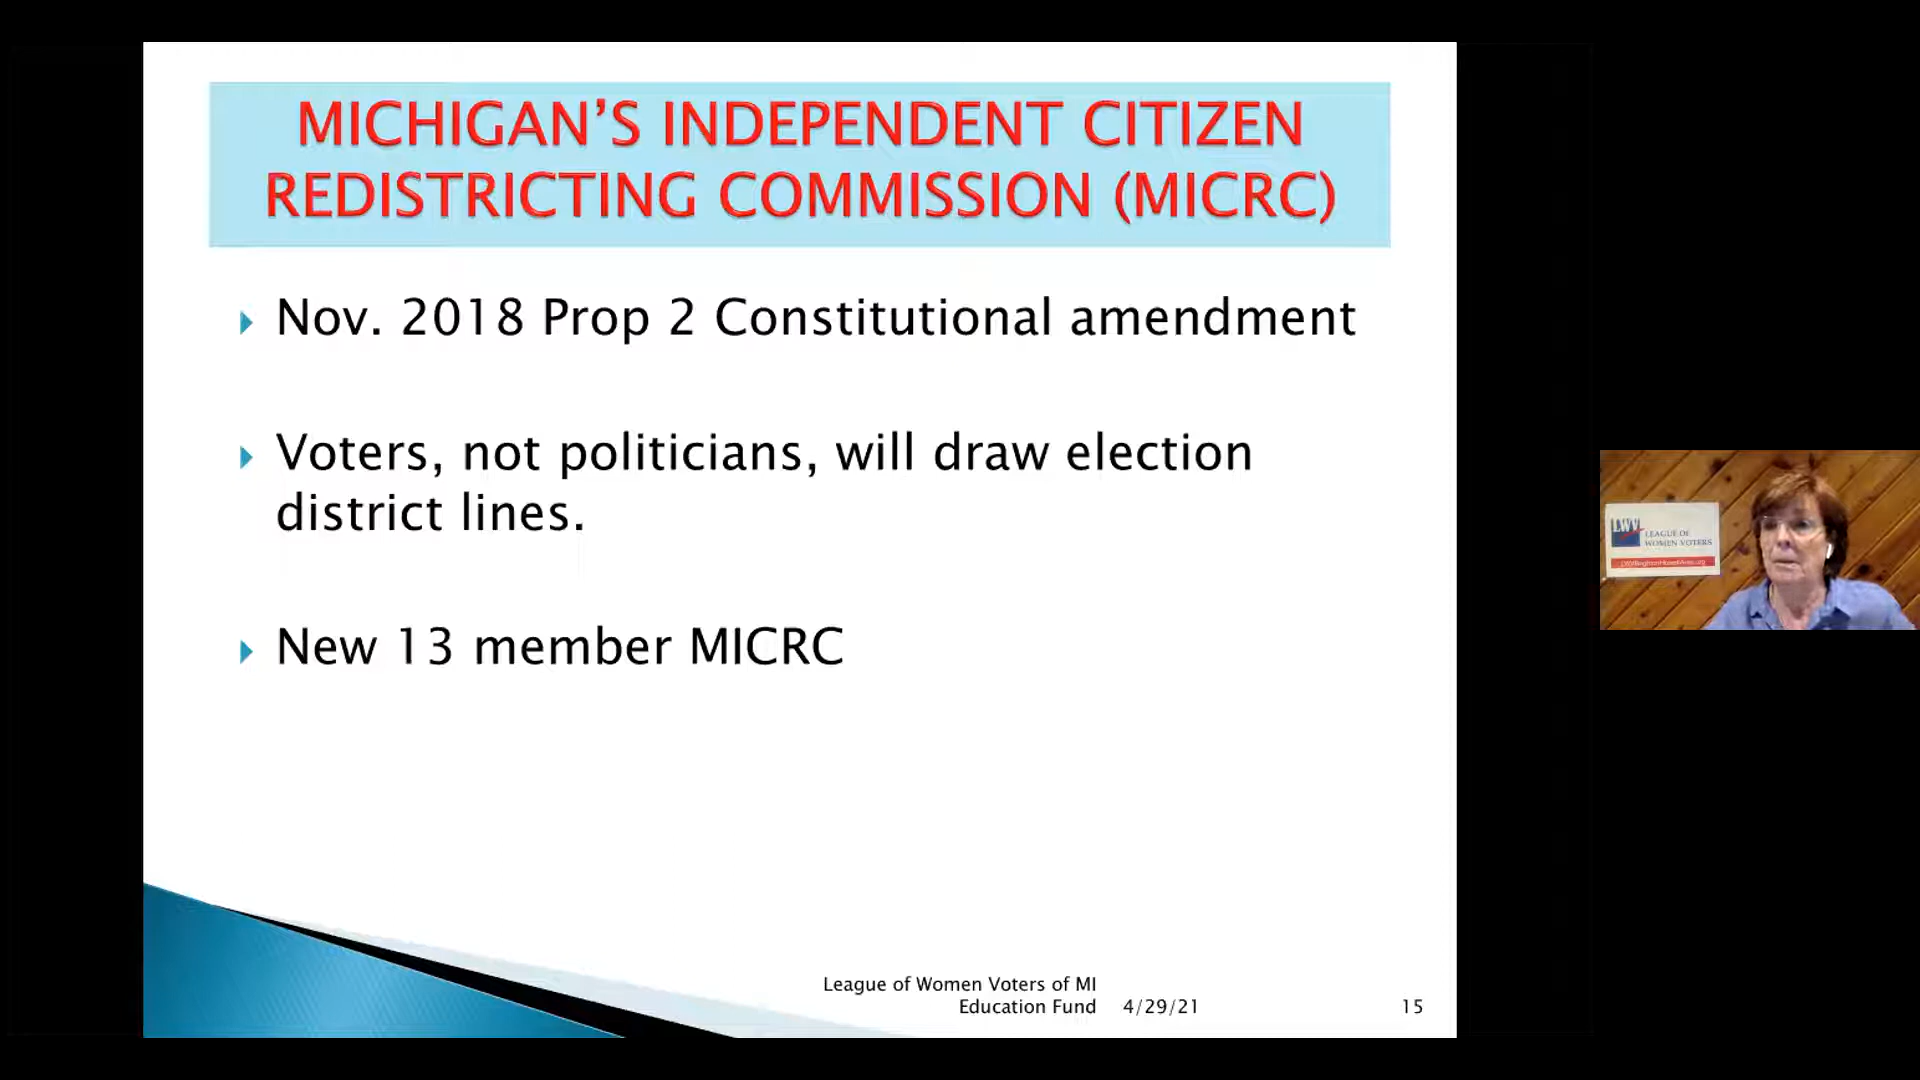 MICHIGAN’S INDEPENDENT CITIZEN
REDISTRICTING COMMISSION (MICRC)
Nov. 2018 Prop 2 Constitutional amendment
Voters, not politicians, will draw election
district lines.
New 13 member MICRC
League of Women Voters of MI
Education Fund 4/29/21 15
LWV
LEAGUE OF
WOMEN VOTERS